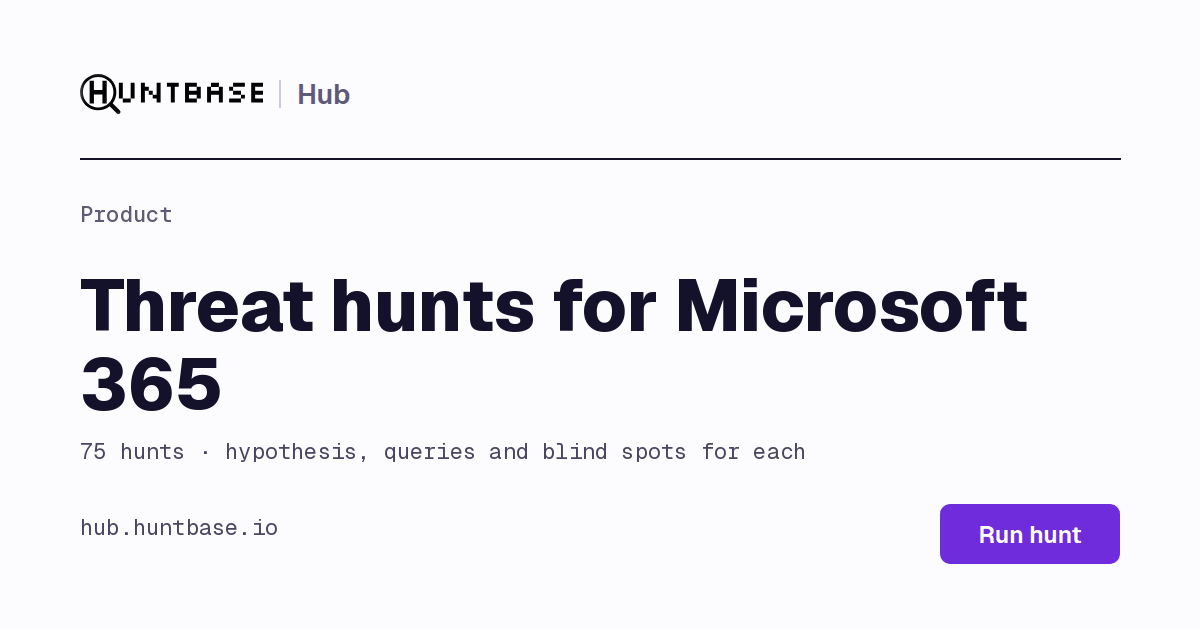 HUNTBASE | Hub
Product
Threat hunts for Microsoft
365
75 hunts · hypothesis, queries and blind spots for each
hub.huntbase.io
Run hunt